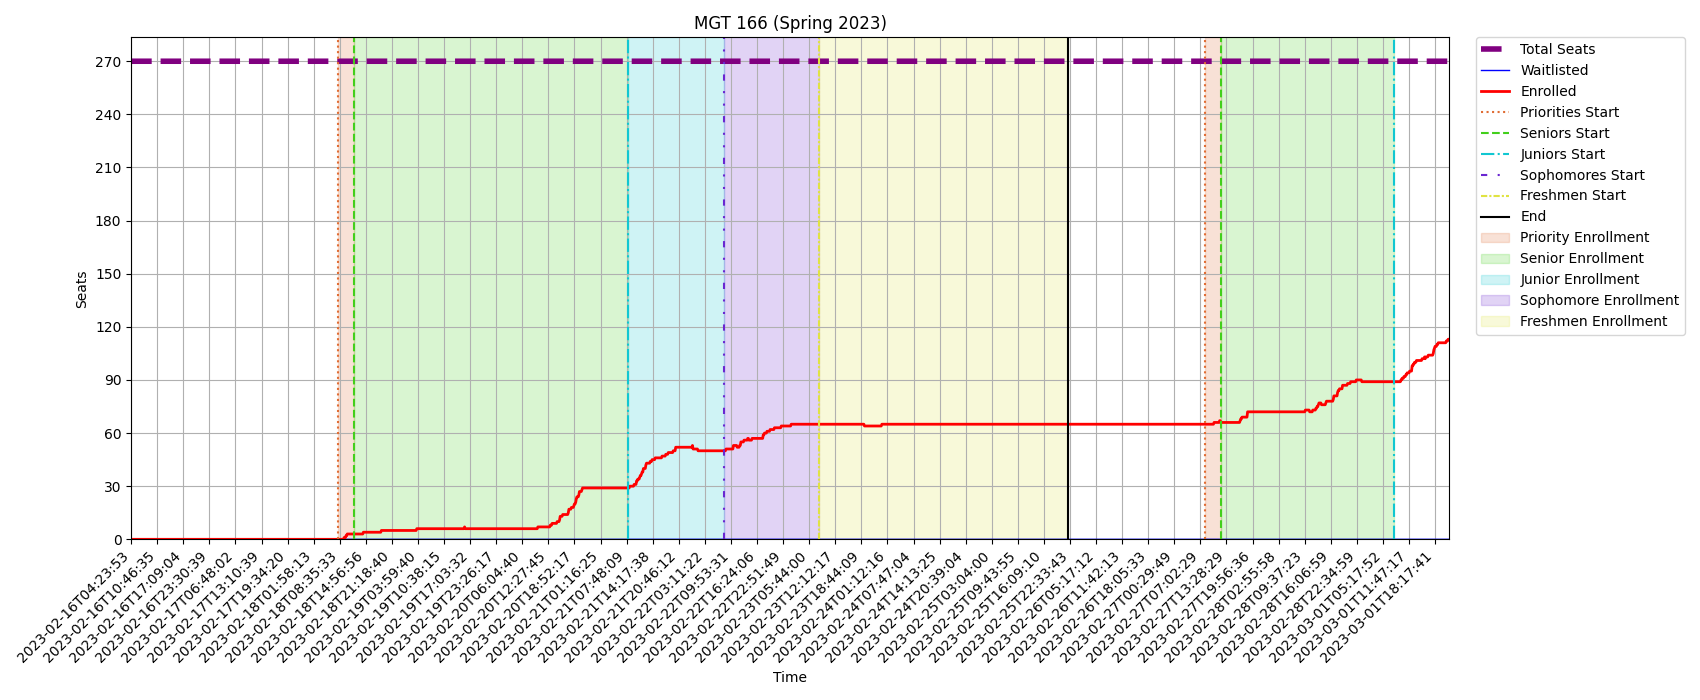 MGT 166 (Spring 2023)
Seats
270
240
210
180
150
120
90
60
30
0
2023-02-16T04:23:53
2023-02-16T10:46:35
2023-02-16T17:09:04
2023-02-16T23:30:39
2023-02-17T06:48:02
2023-02-17T13:10:39
2023-02-17T19:34:20
2023-02-18T01:58:13
2023-02-18T08:35:33
2023-02-18T14:56:56
2023-02-18T21:18:40
2023-02-19T03:59:40
2023-02-19T10:38:15
2023-02-19T17:03:32
2023-02-19T23:26:17
2023-02-20T06:04:40
2023-02-20T12:27:45
2023-02-20T18:52:17
2023-02-21T01:16:25
2023-02-21T07:48:09
2023-02-21T14:17:38
2023-02-21T20:46:12
2023-02-22T03:11:22
2023-02-22T09:53:31
2023-02-22T16:24:06
2023-02-22T22:51:49
2023-02-23T05:44:00
2023-02-23T12:12:17
2023-02-23T18:44:09
2023-02-24T01:12:16
2023-02-24T07:47:04
2023-02-24T14:13:25
2023-02-24T20:39:04
2023-02-25T03:04:00
2023-02-25T09:43:55
2023-02-25T16:09:10
2023-02-25T22:33:43
2023-02-26T05:17:12
2023-02-26T11:42:13
2023-02-26T18:05:33
2023-02-27T00:29:49
2023-02-27T07:02:29
2023-02-27T13:28:29
2023-02-27T19:56:36
2023-02-28T02:55:58
2023-02-28T09:37:23
2023-02-28T16:06:59
2023-02-28T22:34:59
2023-03-01T05:17:52
2023-03-01T11:47:17
2023-03-01T18:17:41
Time
Total Seats
Waitlisted
Enrolled
Priorities Start
Seniors Start
Juniors Start
Sophomores Start
Freshmen Start
End
Priority Enrollment
Senior Enrollment
Junior Enrollment
Sophomore Enrollment
Freshmen Enrollment